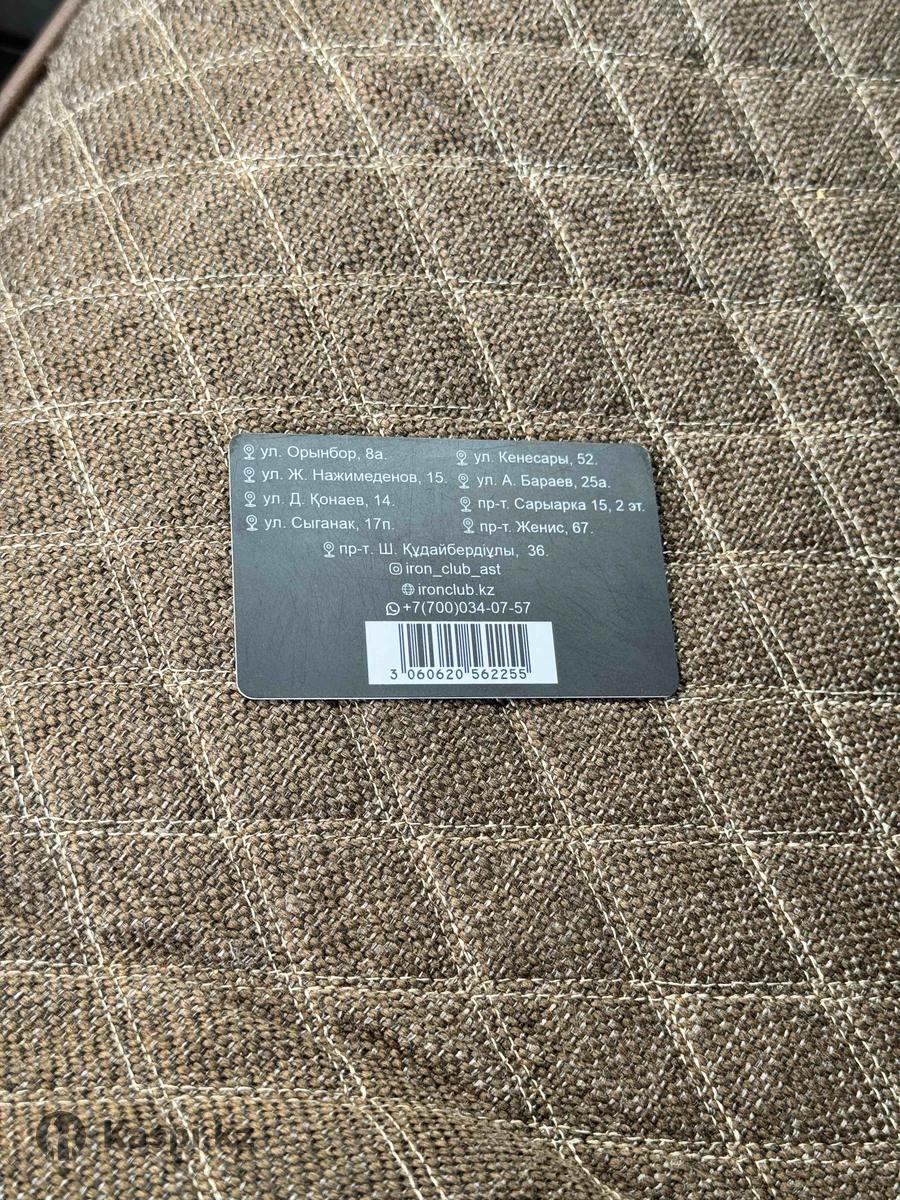 ул. Орынбор, 8а. ул. Кенесары, 52.
ул. Ж. Нажимеденов, 15. ул. А. Бараев, 25а.
ул. Д. Қонаев, 14. пр-т. Сарыарка 15, 2 эт.
ул. Сыганак, 17п. пр-т. Женис, 67.
пр-т. Ш. Құдайбердіұлы, 36.
iron_club_ast
ironclub.kz
+7(700)034-07-57
3 060620 562255
Kaspi.kz